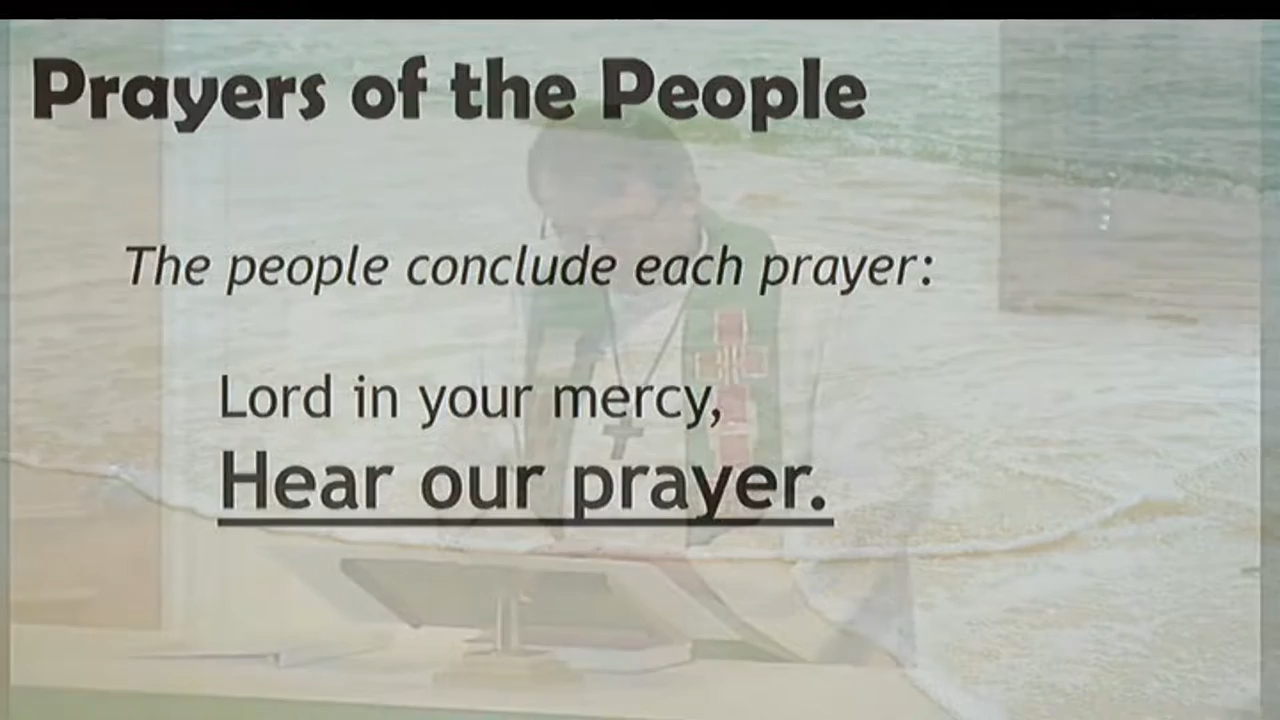 Prayers of the People
The people conclude each prayer:
Lord in your mercy,
Hear our prayer.